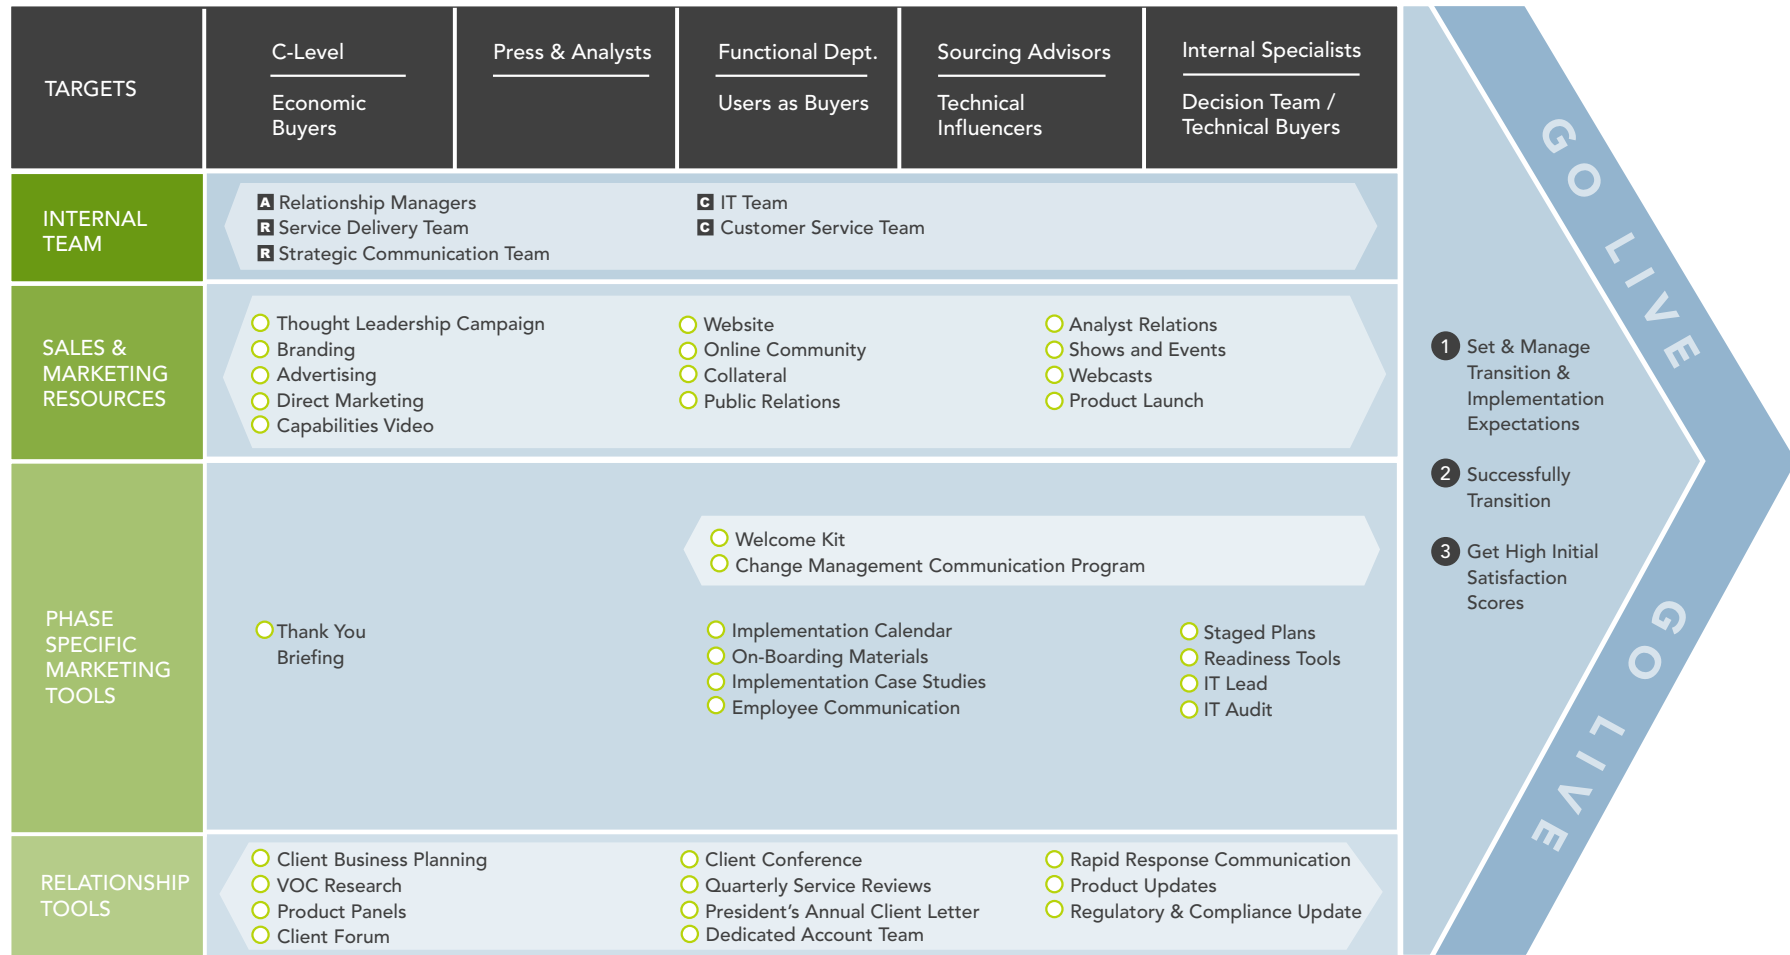 TARGETS
C-Level
Economic
Buyers
Press & Analysts
Functional Dept.
Users as Buyers
Sourcing Advisors
Technical
Influencers
Internal Specialists
Decision Team /
Technical Buyers
INTERNAL
TEAM
A Relationship Managers
R Service Delivery Team
R Strategic Communication Team
C IT Team
C Customer Service Team
SALES &
MARKETING
RESOURCES
Thought Leadership Campaign
Branding
Advertising
Direct Marketing
Capabilities Video
Website
Online Community
Collateral
Public Relations
Analyst Relations
Shows and Events
Webcasts
Product Launch
PHASE
SPECIFIC
MARKETING
TOOLS
Thank You
Briefing
Welcome Kit
Change Management Communication Program
Implementation Calendar
On-Boarding Materials
Implementation Case Studies
Employee Communication
Staged Plans
Readiness Tools
IT Lead
IT Audit
RELATIONSHIP
TOOLS
Client Business Planning
VOC Research
Product Panels
Client Forum
Client Conference
Quarterly Service Reviews
President’s Annual Client Letter
Dedicated Account Team
Rapid Response Communication
Product Updates
Regulatory & Compliance Update
1 Set & Manage
Transition &
Implementation
Expectations
2 Successfully
Transition
3 Get High Initial
Satisfaction
Scores
GO LIVE
GO LIVE